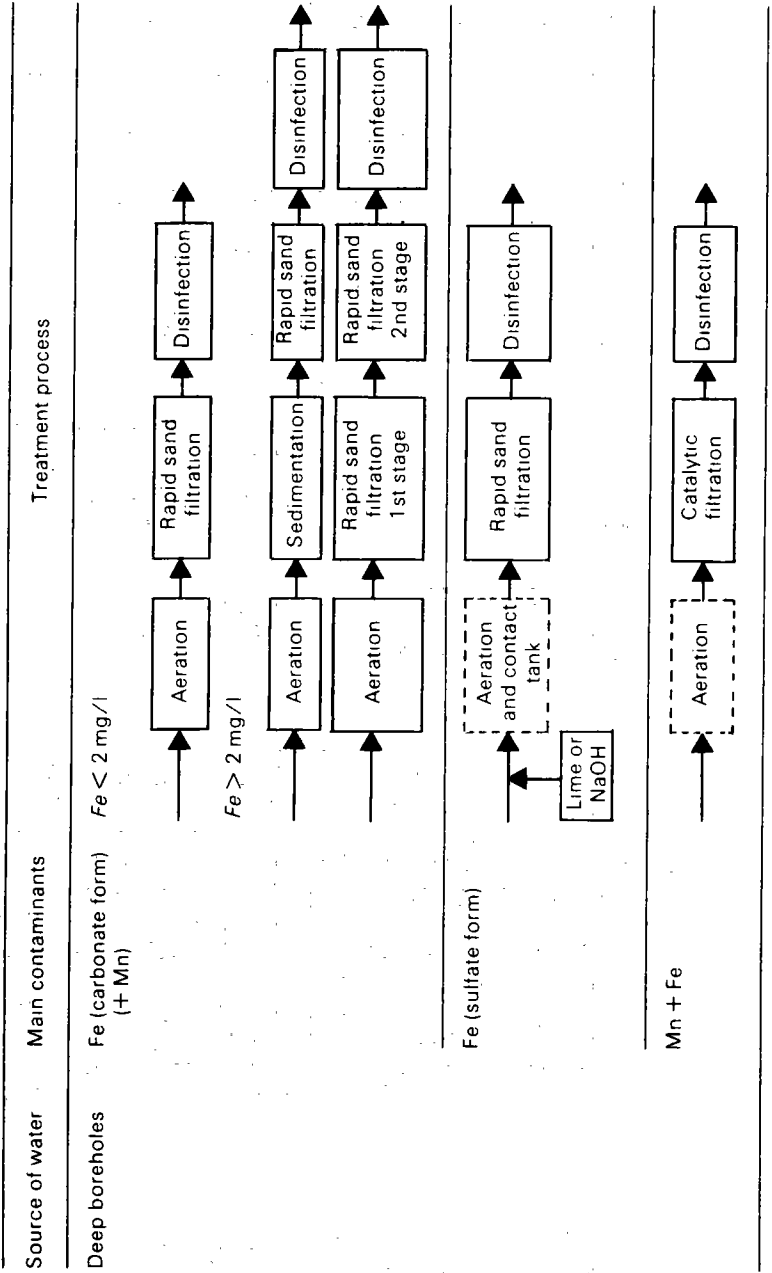 Source of water
Main contaminants
Treatment process
Deep boreholes
Fe (carbonate form)
(+ Mn)
Fe < 2 mg/l
Aeration
Rapid sand
filtration
Disinfection
Fe > 2 mg/l
Aeration
Sedimentation
Rapid sand
filtration
Disinfection
Aeration
Rapid sand
filtration
1st stage
Rapid sand
filtration
2nd stage
Disinfection
Fe (sulfate form)
Lime or
NaOH
Aeration
and contact
tank
Rapid sand
filtration
Disinfection
Mn + Fe
Aeration
Catalytic
filtration
Disinfection